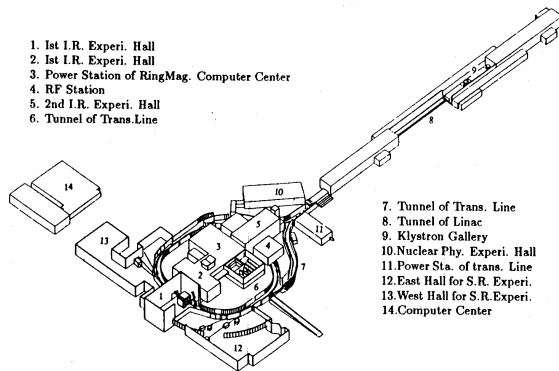 1. Ist I.R. Experi. Hall
2. Ist I.R. Experi. Hall
3. Power Station of RingMag. Computer Center
4. RF Station
5. 2nd I.R. Experi. Hall
6. Tunnel of Trans.Line
9
8
14
10
5
11
13
3
4
7
2
6
1
12
7. Tunnel of Trans. Line
8. Tunnel of Linac
9. Klystron Gallery
10.Nuclear Phy. Experi. Hall
11.Power Sta. of trans. Line
12.East Hall for S.R.Experi.
13.West Hall for S.R.Experi.
14.Computer Center